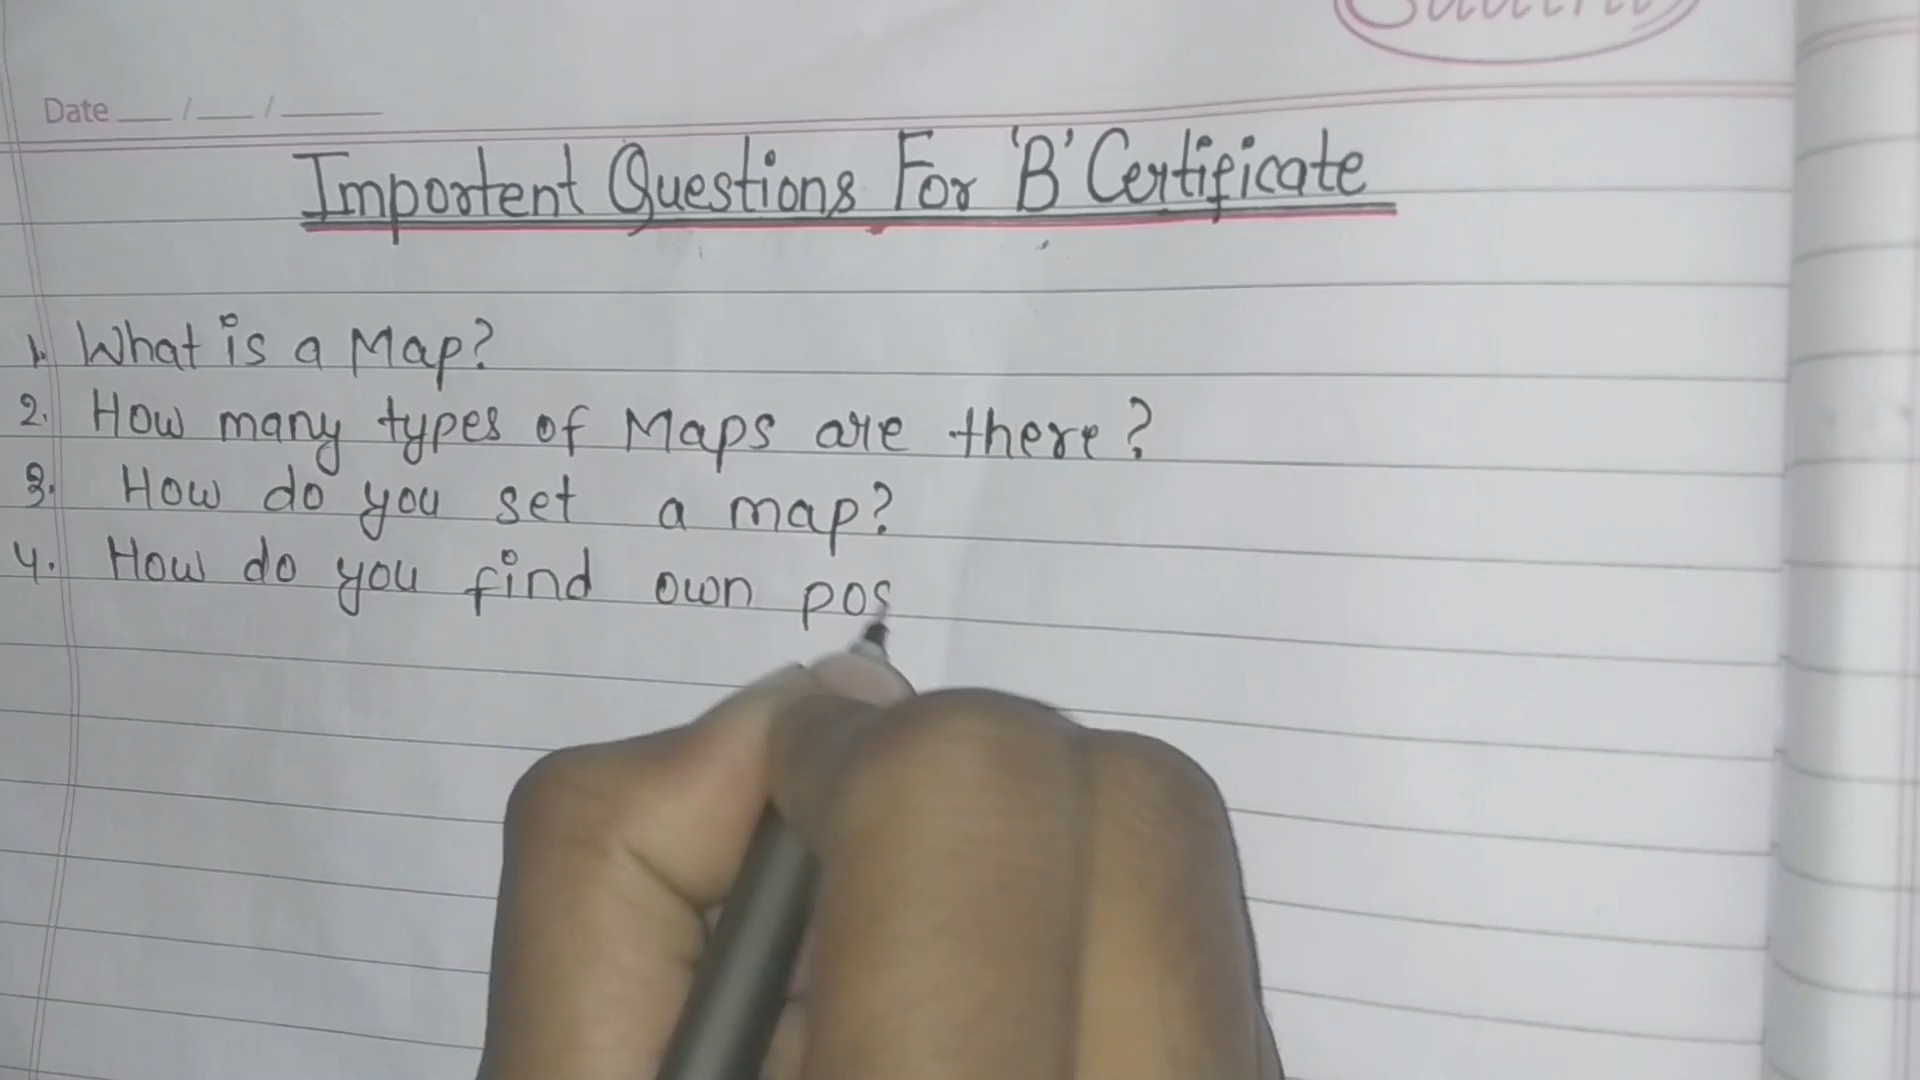 Date __/__/____
Importent Questions For 'B' Certificate
1. What is a Map?
2. How many types of Maps are there?
3. How do you set a map?
4. How do you find own pos